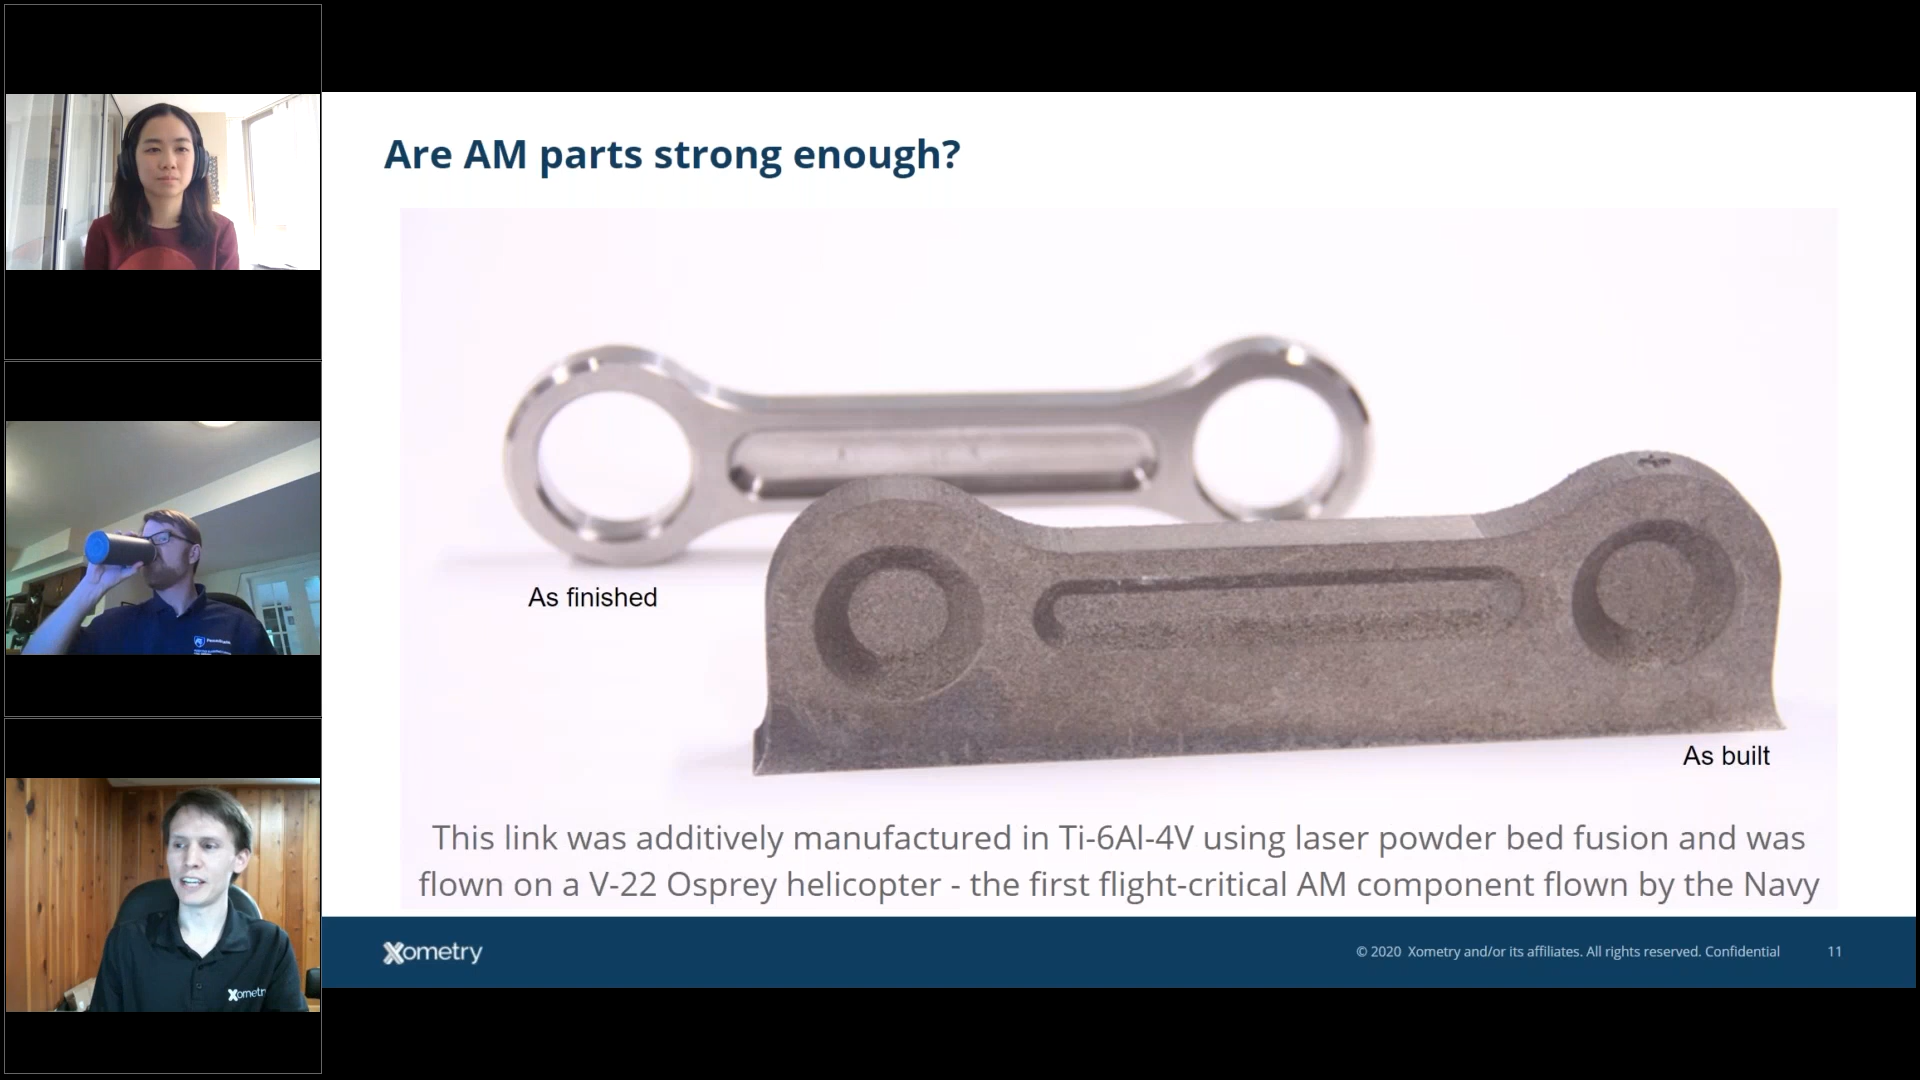 Are AM parts strong enough?
As finished
As built
This link was additively manufactured in Ti-6Al-4V using laser powder bed fusion and was
flown on a V-22 Osprey helicopter - the first flight-critical AM component flown by the Navy
Xometry
© 2020 Xometry and/or its affiliates. All rights reserved. Confidential
11
Xometr